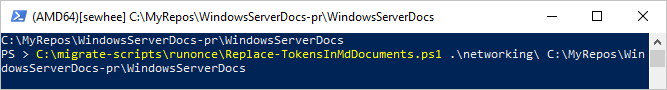 (AMD64)[sewhee] C:\MyRepos\WindowsServerDocs-pr\WindowsServerDocs
C:\MyRepos\WindowsServerDocs-pr\WindowsServerDocs
PS > C:\migrate-scripts\runonce\Replace-TokensInMdDocuments.ps1 .\networking\ C:\MyRepos\Win
dowsServerDocs-pr\WindowsServerDocs